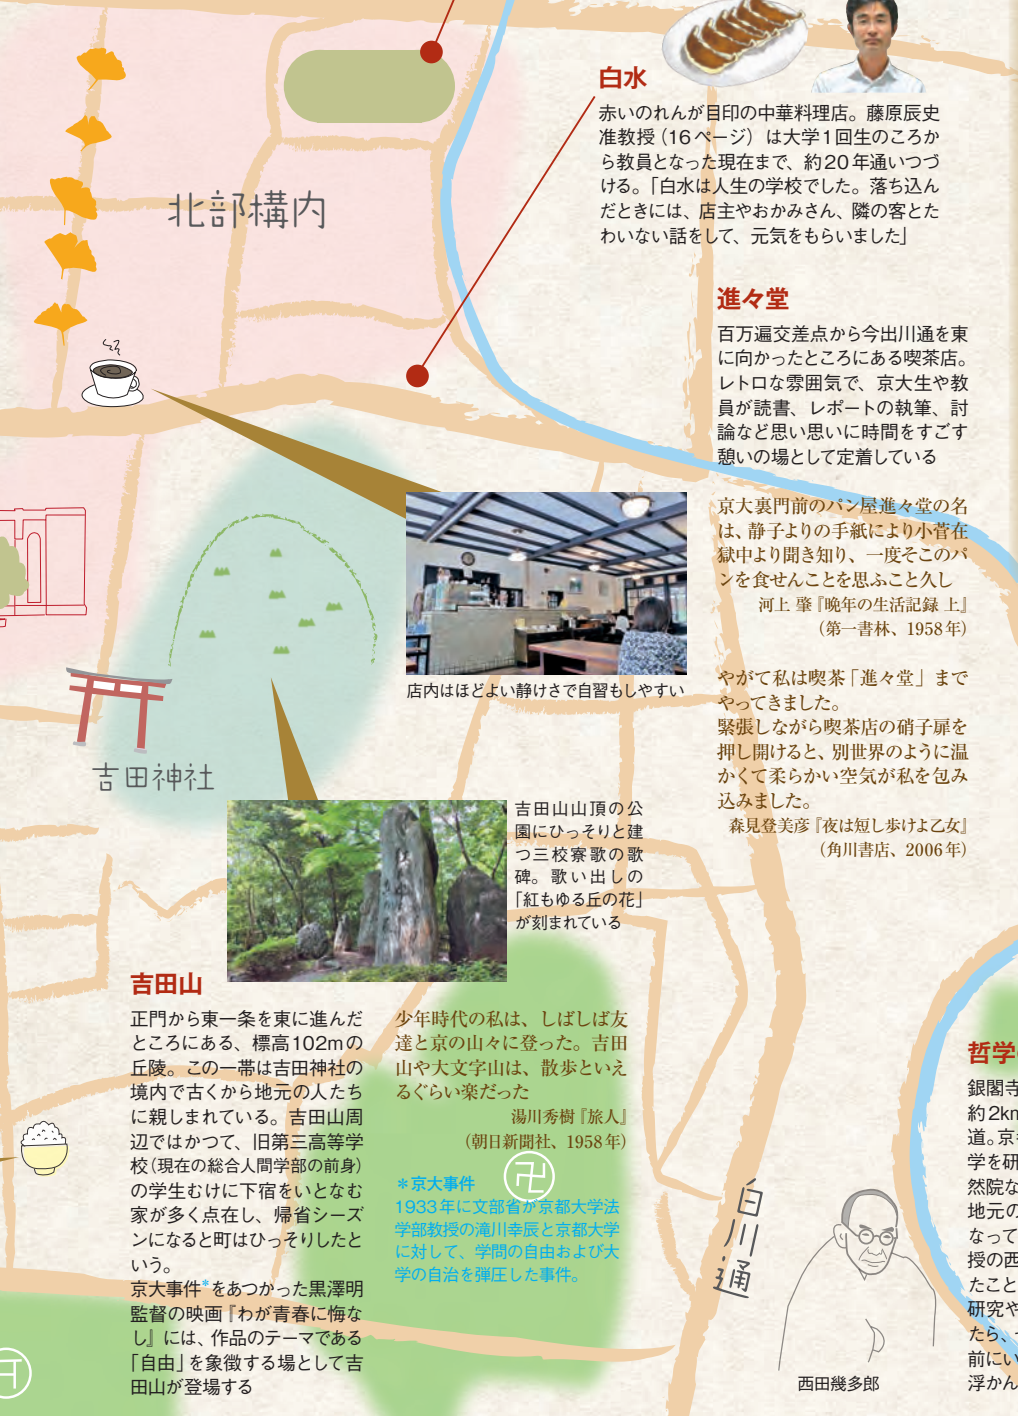 白水
赤いのれんが目印の中華料理店。藤原辰史
准教授（16ページ）は大学1回生のころか
ら教員となった現在まで、約20年通いつづ
ける。「白水は人生の学校でした。落ち込ん
だときには、店主やおかみさん、隣の客とた
わいない話をして、元気をもらいました」
北部構内
進々堂
百万遍交差点から今出川通を東
に向かったところにある喫茶店。
レトロな雰囲気で、京大生や教
員が読書、レポートの執筆、討
論など思い思いに時間をすごす
憩いの場として定着している
京大裏門前のパン屋進々堂の名
は、静子よりの手紙により小菅在
獄中より聞き知り、一度そこのパ
ンを食せんことを思ふこと久し
河上 肇『晩年の生活記録 上』
（第一書林、1958年）
店内はほどよい静けさで自習もしやすい
やがて私は喫茶「進々堂」まで
やってきました。
緊張しながら喫茶店の硝子扉を
押し開けると、別世界のように温
かくて柔らかい空気が私を包み
込みました。
森見登美彦『夜は短し歩けよ乙女』
（角川書店、2006年）
吉田神社
吉田山山頂の公
園にひっそりと建
つ三校寮歌の歌
碑。歌い出しの
「紅もゆる丘の花」
が刻まれている
吉田山
正門から東一条を東に進んだ
ところにある、標高102mの
丘陵。この一帯は吉田神社の
境内で古くから地元の人たち
に親しまれている。吉田山周
辺ではかつて、旧第三高等学
校（現在の総合人間学部の前身）
の学生むけに下宿をいとなむ
家が多く点在し、帰省シーズ
ンになると町はひっそりしたと
いう。
京大事件*をあつかった黒澤明
監督の映画『わが青春に悔な
し』には、作品のテーマである
「自由」を象徴する場として吉
田山が登場する
少年時代の私は、しばしば友
達と京の山々に登った。吉田
山や大文字山は、散歩といえ
るぐらい楽だった
湯川秀樹『旅人』
（朝日新聞社、1958年）
卍
＊京大事件
1933年に文部省が京都大学法
学部教授の滝川幸辰と京都大学
に対して、学問の自由および大
学の自治を弾圧した事件。
白川通
西田幾多郎
哲学
銀閣寺
約2km
道。京
学を研
然院な
地元の
なって
授の西
たこと
研究や
たら、
前にい
浮かん